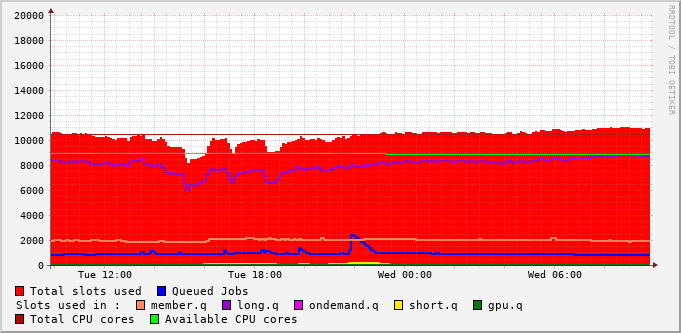 20000
18000
16000
14000
12000
10000
8000
6000
4000
2000
0
Tue 12:00 Tue 18:00 Wed 00:00 Wed 06:00
Total slots used Queued Jobs
Slots used in : member.q long.q ondemand.q short.q gpu.q
Total CPU cores Available CPU cores
RRDTOOL / TOBI OETIKER